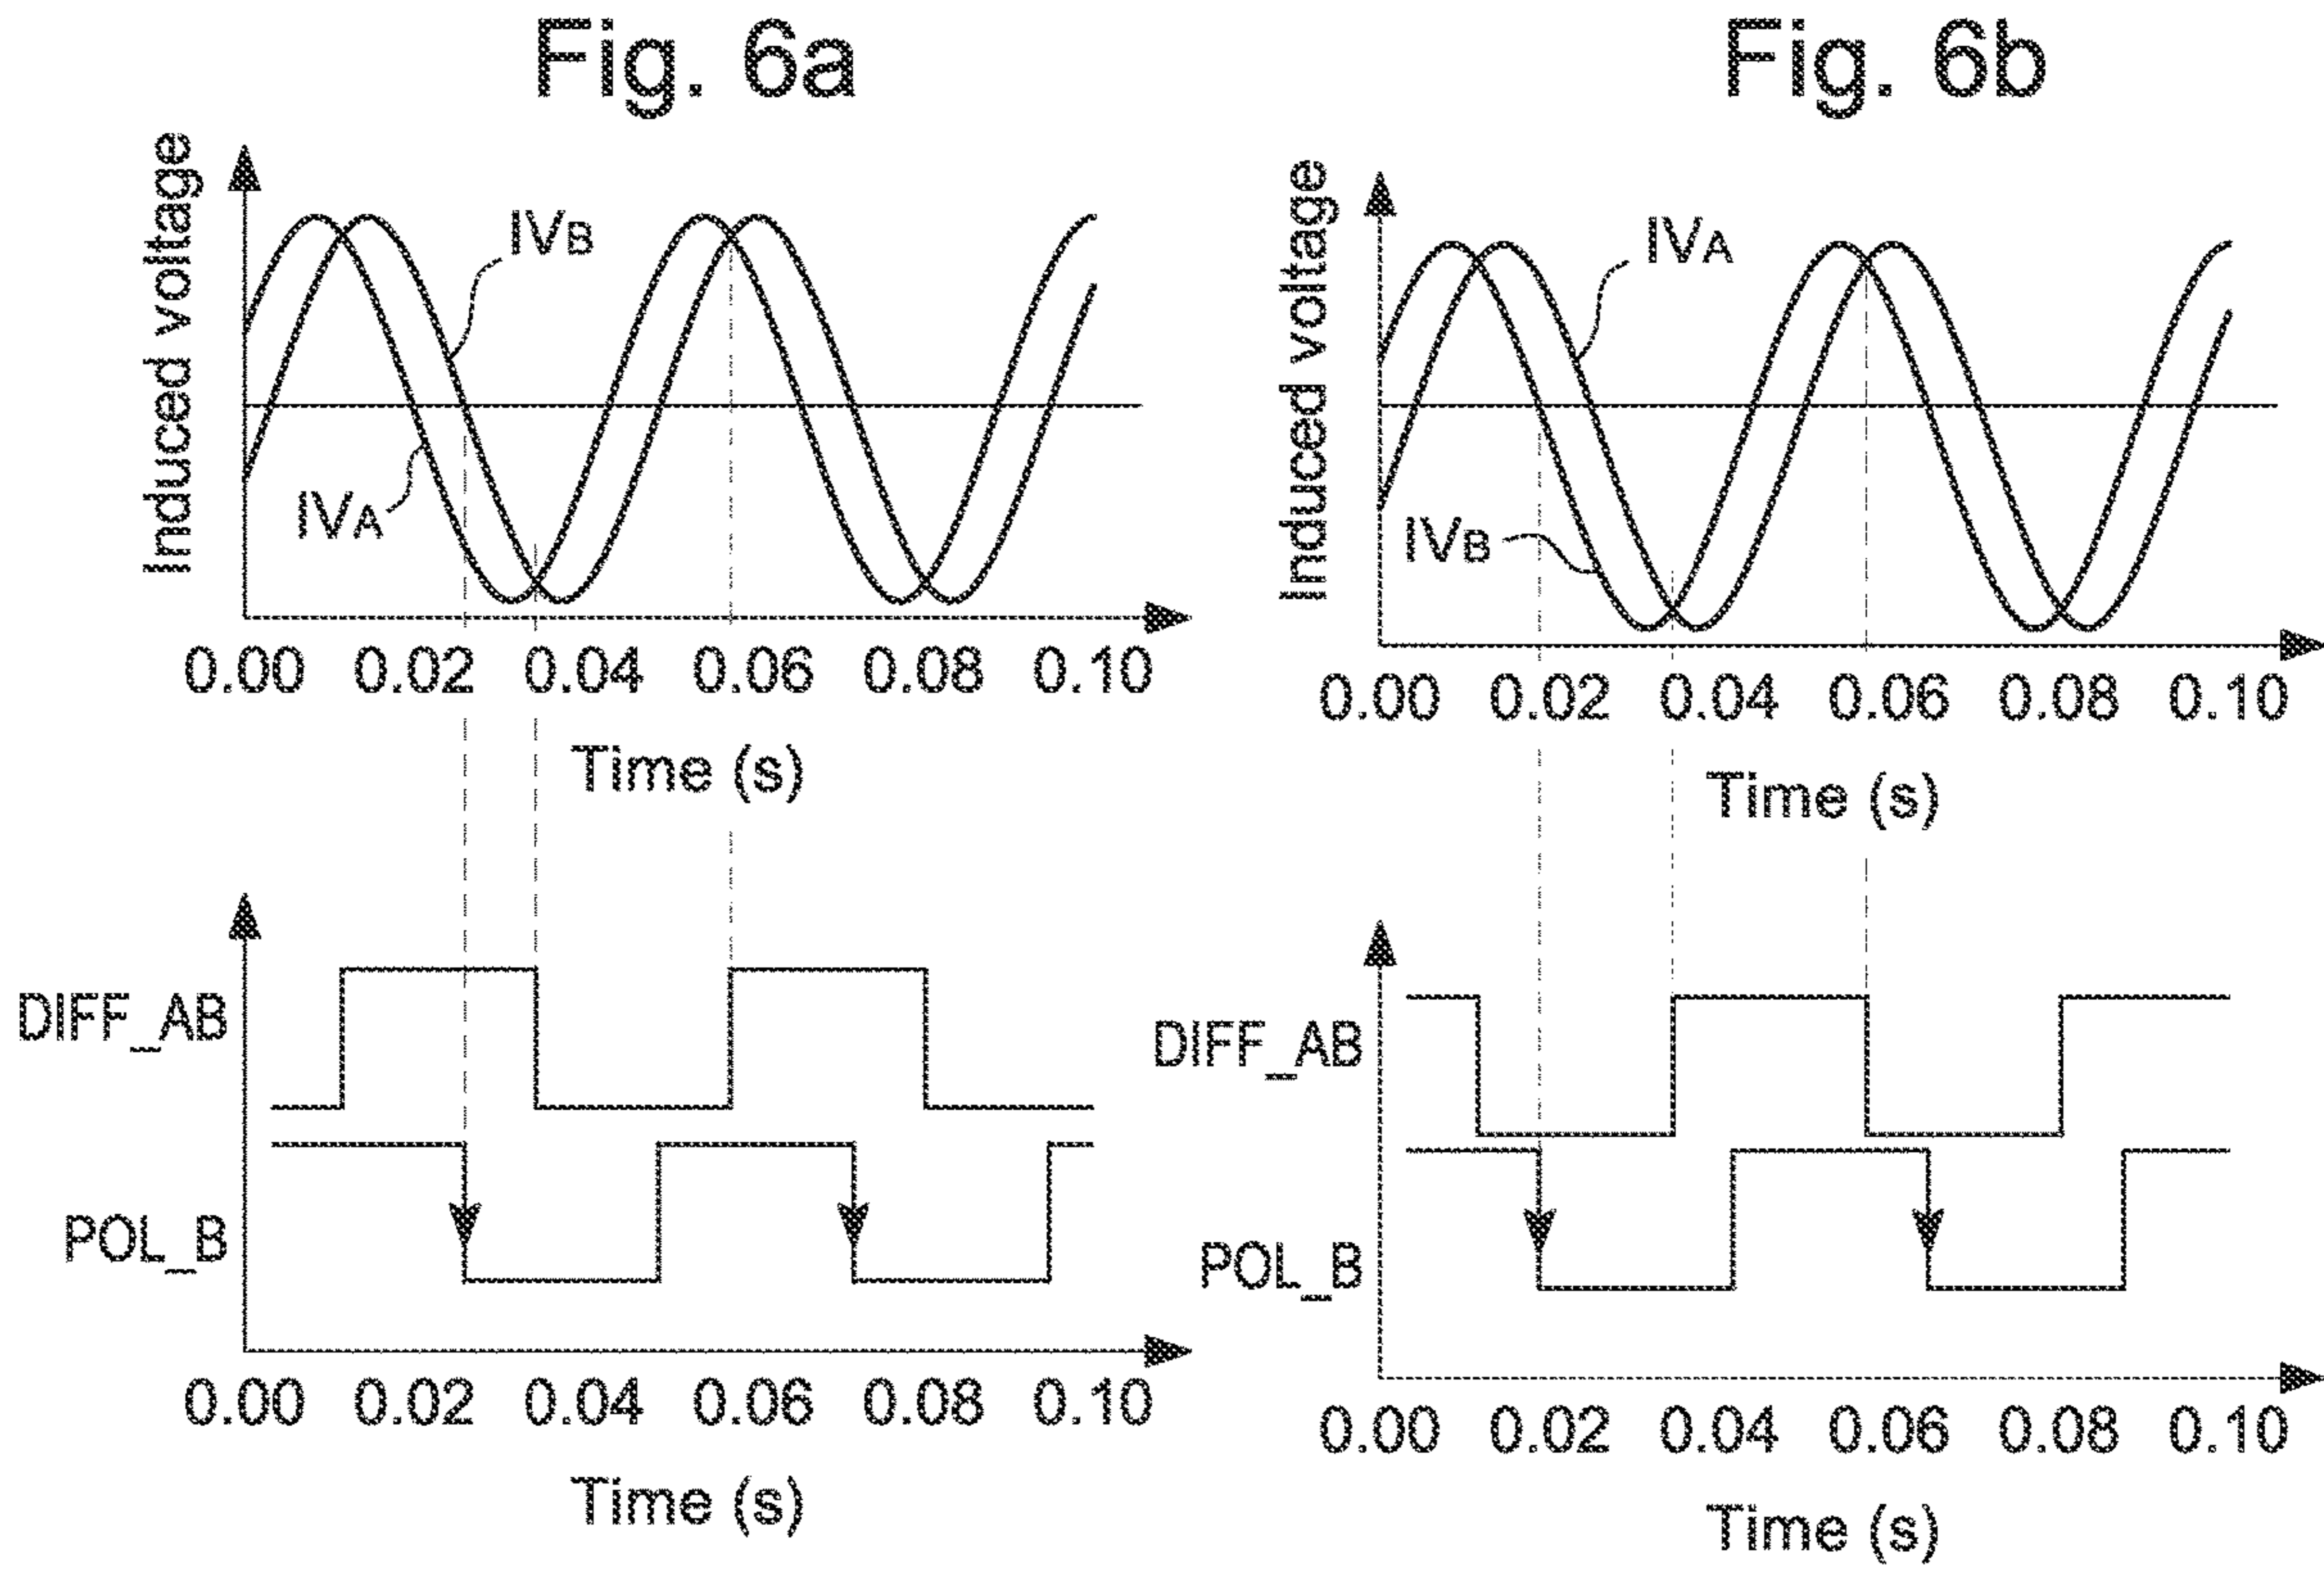 Fig. 6a
Induced voltage
IVB
IVA
0.00 0.02 0.04 0.06 0.08 0.10
Time (s)
DIFF_AB
POL_B
0.00 0.02 0.04 0.06 0.08 0.10
Time (s)
Fig. 6b
Induced voltage
IVA
IVB
0.00 0.02 0.04 0.06 0.08 0.10
Time (s)
DIFF_AB
POL_B
0.00 0.02 0.04 0.06 0.08 0.10
Time (s)